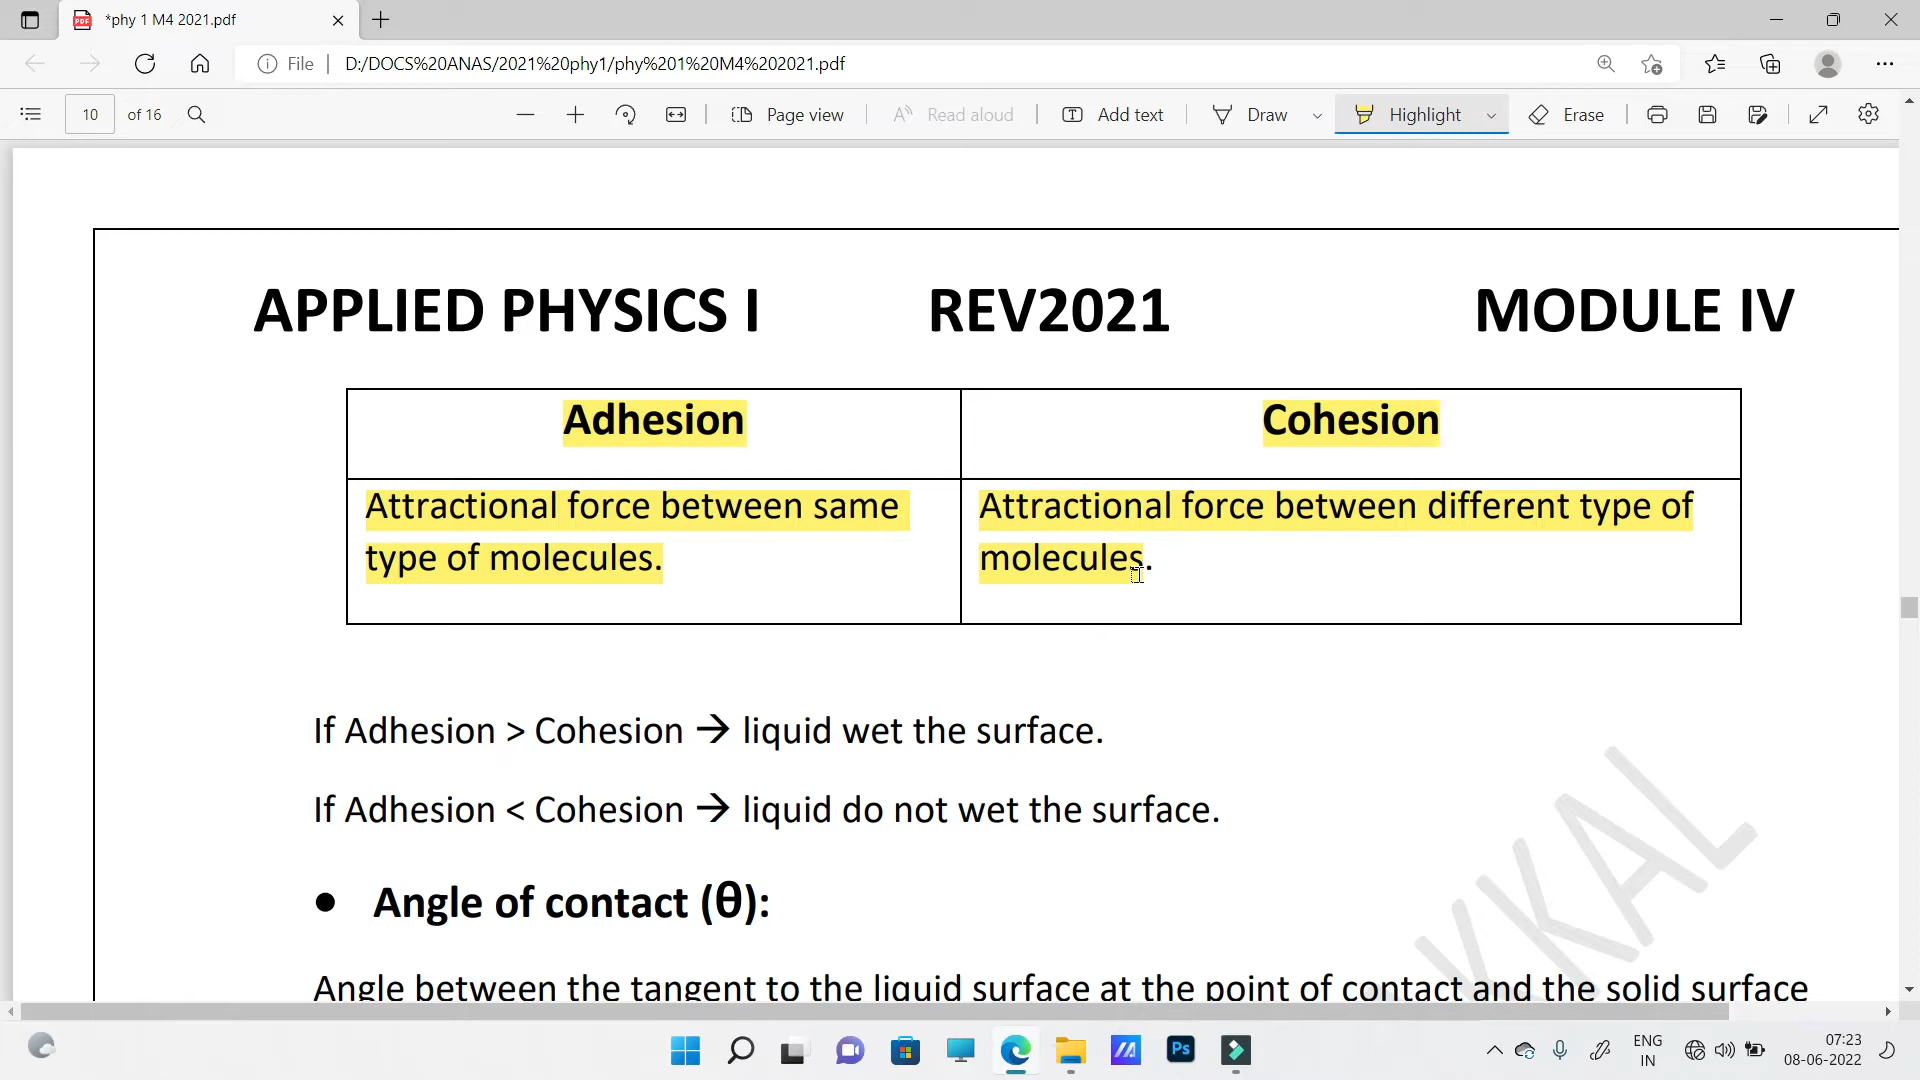 *phy 1 M4 2021.pdf
File
D:/DOCS%20ANAS/2021%20phy1/phy%201%20M4%202021.pdf
10 of 16
Page view
Read aloud
Add text
Draw
Highlight
Erase
APPLIED PHYSICS I REV2021 MODULE IV
Adhesion
Cohesion
Attractional force between same
type of molecules.
Attractional force between different type of
molecules.
If Adhesion > Cohesion → liquid wet the surface.
If Adhesion < Cohesion → liquid do not wet the surface.
● Angle of contact (θ):
Angle between the tangent to the liquid surface at the point of contact and the solid surface
KKAL
Ps
ENG
IN
07:23
08-06-2022